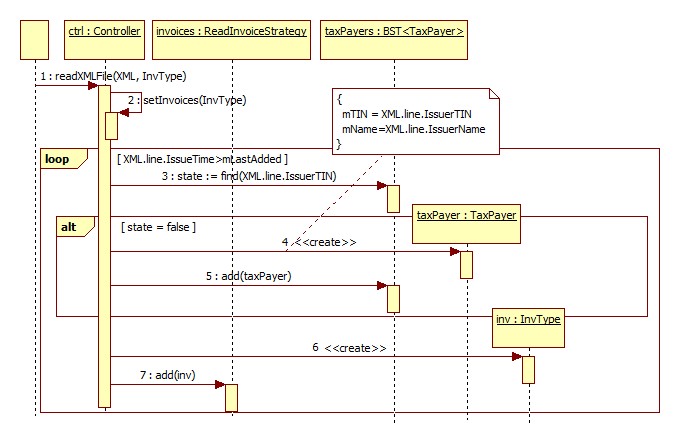 ctrl : Controller
invoices : ReadInvoiceStrategy
taxPayers : BST<TaxPayer>
1 : readXMLFile(XML, InvType)
2 : setInvoices(InvType)
{
mTIN = XML.line.IssuerTIN
mName=XML.line.IssuerName
}
loop
[ XML.line.IssueTime>mLastAdded ]
3 : state := find(XML.line.IssuerTIN)
taxPayer : TaxPayer
alt
[ state = false ]
4 <<create>>
5 : add(taxPayer)
inv : InvType
6 <<create>>
7 : add(inv)